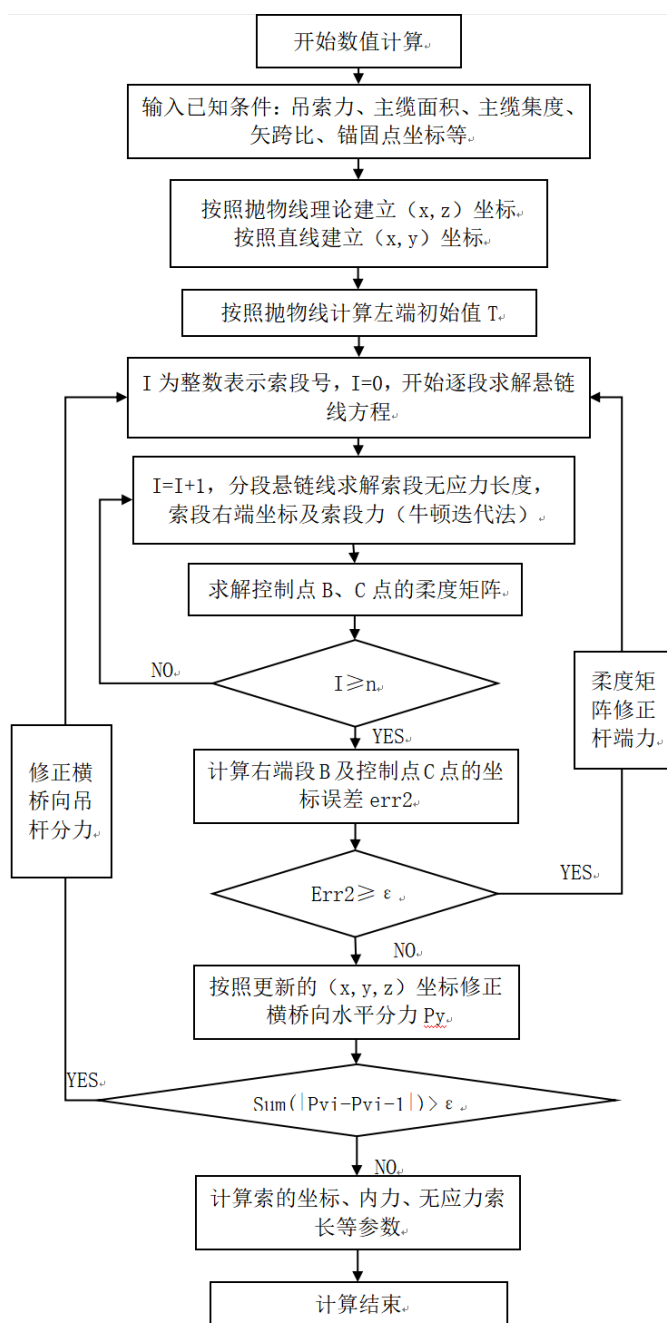 开始数值计算
输入已知条件：吊索力、主缆面积、主缆集度、
矢跨比、锚固点坐标等
按照抛物线理论建立（x,z）坐标
按照直线建立（x,y）坐标
按照抛物线计算左端初始值 T
I 为整数表示索段号，I=0，开始逐段求解悬链
线方程
I=I+1，分段悬链线求解索段无应力长度，
索段右端坐标及索段力（牛顿迭代法）
求解控制点 B、C 点的柔度矩阵
NO
I≥n
柔度矩
阵修正
杆端力
YES
修正横
桥向吊
杆分力
计算右端段 B 及控制点 C 点的坐
标误差 err2
Err2≥ε
YES
NO
按照更新的（x,y,z）坐标修正
横桥向水平分力 Py
YES
Sum(|Pyi-Pyi-1|)>ε
NO
计算索的坐标、内力、无应力索
长等参数
计算结束